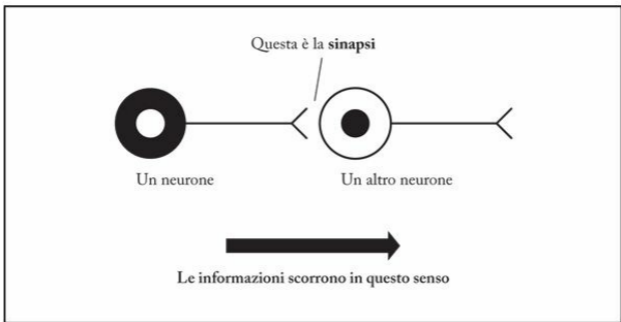 Questa è la sinapsi
Un neurone
Un altro neurone
Le informazioni scorrono in questo senso